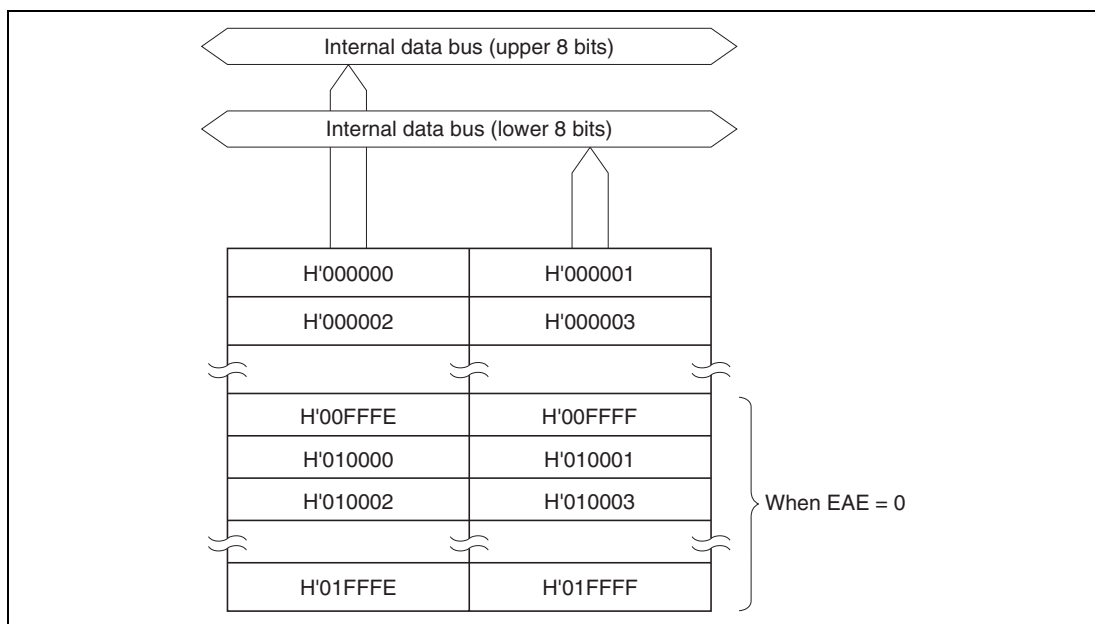 Internal data bus (upper 8 bits)
Internal data bus (lower 8 bits)
H'000000 H'000001
H'000002 H'000003
H'00FFFE H'00FFFF
H'010000 H'010001
H'010002 H'010003
When EAE = 0
H'01FFFE H'01FFFF